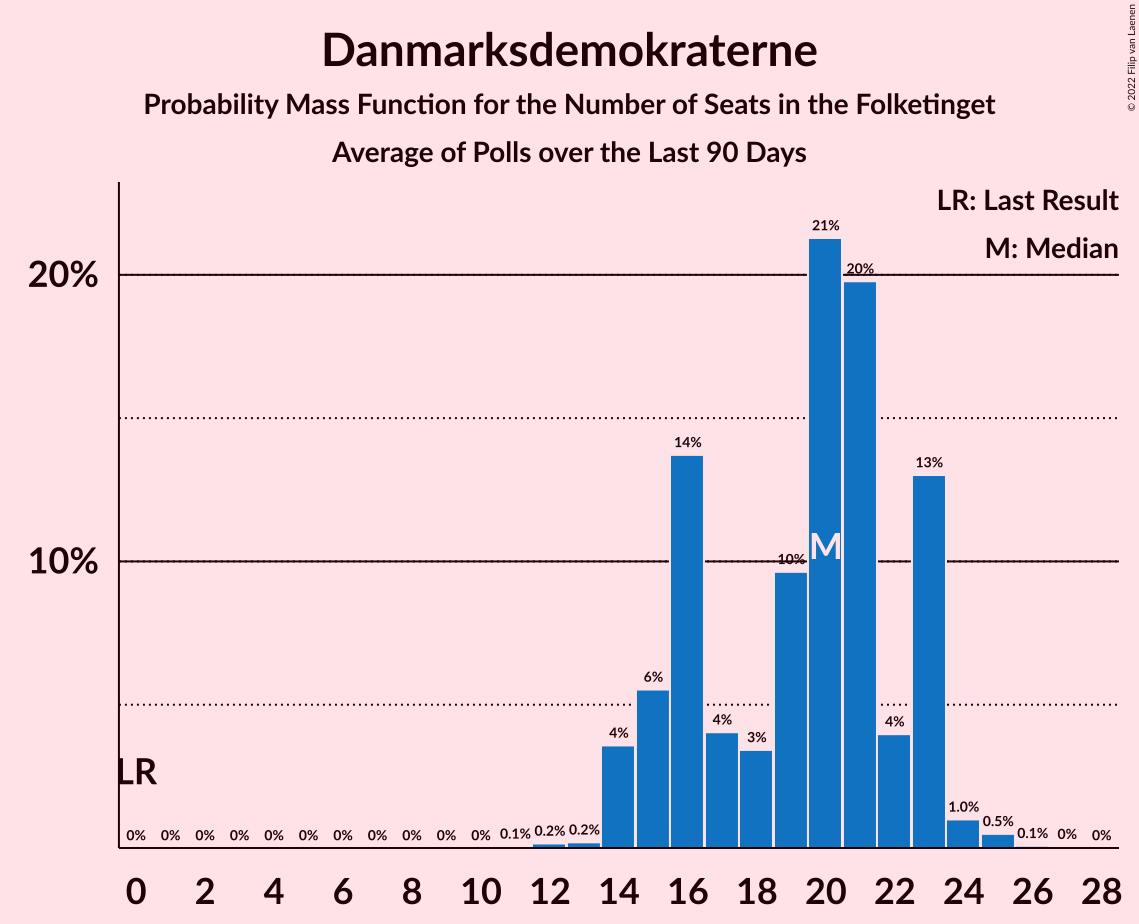 Danmarksdemokraterne
Probability Mass Function for the Number of Seats in the Folketinget
Average of Polls over the Last 90 Days
© 2022 Filip van Laenen
LR: Last Result
M: Median
20%
10%
21%
20%
14%
13%
10%
M
6%
4%
4%
3%
4%
LR
1.0%
0.5%
0% 0% 0% 0% 0% 0% 0% 0% 0% 0% 0% 0.1% 0.2% 0.2% 0.1% 0% 0%
0 2 4 6 8 10 12 14 16 18 20 22 24 26 28